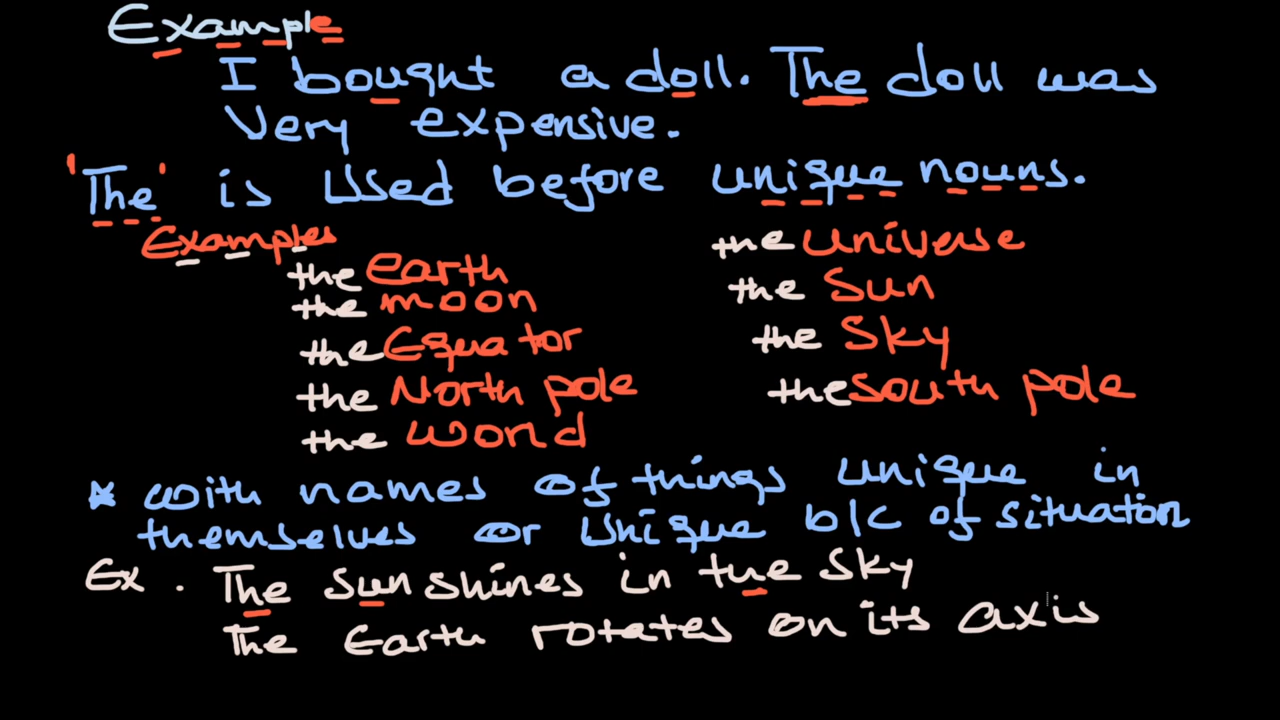 Example
I bought a doll. The doll was
Very expensive.
'The' is Used before unique nouns.
Examples
the earth
the universe
the moon
the Sun
the Equator
the Sky
the North pole
the South pole
the world
* with names of things unique in
themselves or Unique b/c of situation
Ex. The Sun shines in the Sky
The Earth rotates on its axis